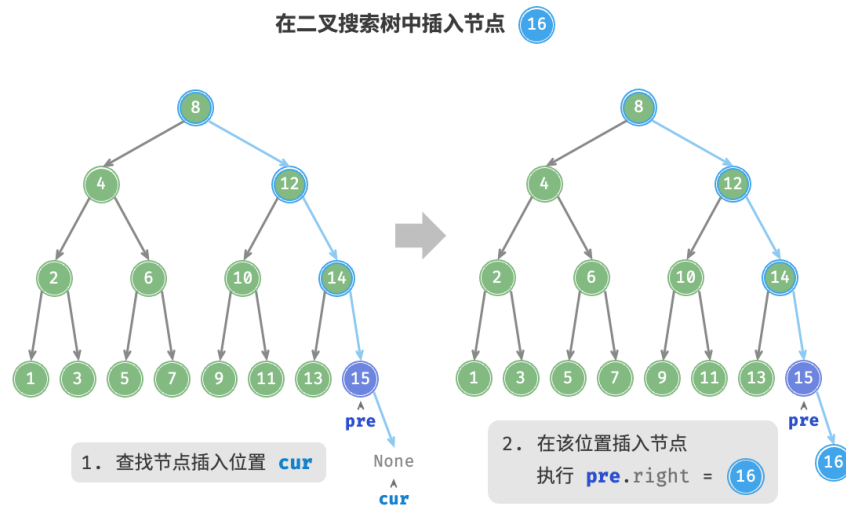 在二叉搜索树中插入节点 16
8
4 12
2 6 10 14
1 3 5 7 9 11 13 15
pre
None
cur
1. 查找节点插入位置 cur
8
4 12
2 6 10 14
1 3 5 7 9 11 13 15
pre
16
2. 在该位置插入节点
执行 pre.right = 16